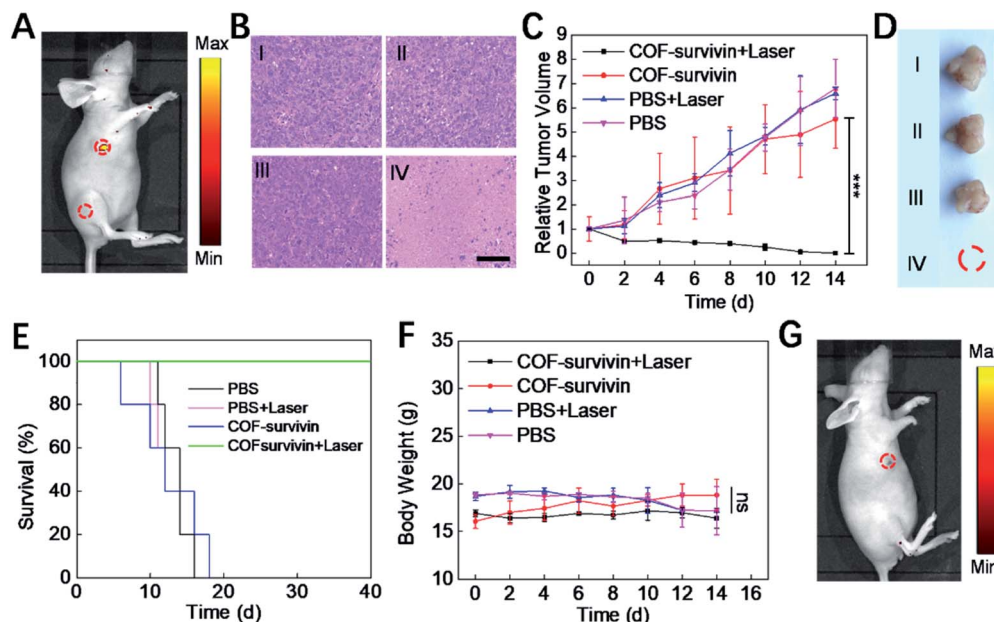 A
Max
Min
B
I
II
III
IV
C
Relative Tumor Volume
9
8
7
6
5
4
3
2
1
0
COF-survivin+Laser
COF-survivin
PBS+Laser
PBS
***
0 2 4 6 8 10 12 14
Time (d)
D
I
II
III
IV
E
Survival (%)
100
80
60
40
20
0
PBS
PBS+Laser
COF-survivin
COFsurvivin+Laser
0 10 20 30 40
Time (d)
F
Body Weight (g)
35
30
25
20
15
10
COF-survivin+Laser
COF-survivin
PBS+Laser
PBS
ns
0 2 4 6 8 10 12 14 16
Time (d)
G
Max
Min